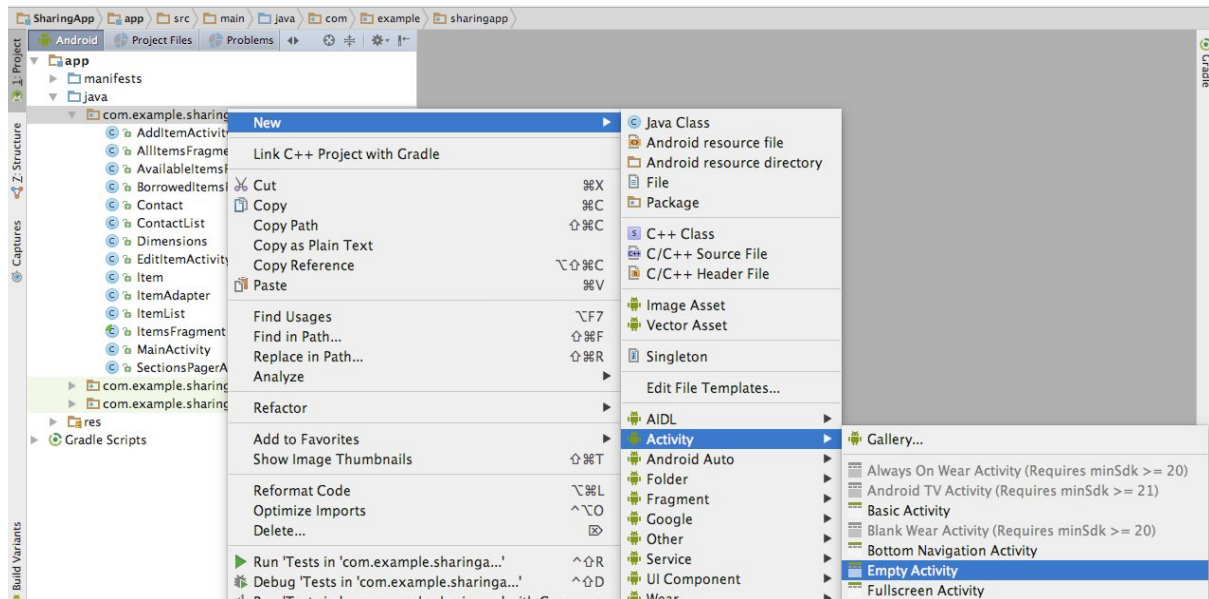 SharingApp app src main java com example sharingapp
Android Project Files Problems
1: Project
Z: Structure
Captures
Build Variants
Gradle
app
manifests
java
com.example.sharing
AddItemActivit
AllItemsFragme
AvailableItems
BorrowedItems
Contact
ContactList
Dimensions
EditItemActivity
Item
ItemAdapter
ItemList
ItemsFragment
MainActivity
SectionsPagerA
com.example.sharing
com.example.sharing
res
Gradle Scripts
New
Link C++ Project with Gradle
Cut ⌘X
Copy ⌘C
Copy Path ⇧⌘C
Copy as Plain Text
Copy Reference ⌥⇧⌘C
Paste ⌘V
Find Usages ⌥F7
Find in Path... ⇧⌘F
Replace in Path... ⇧⌘R
Analyze
Refactor
Add to Favorites
Show Image Thumbnails ⇧⌘T
Reformat Code ⌥⌘L
Optimize Imports ^⌥O
Delete... ⌦
Run 'Tests in 'com.example.sharinga...' ^⇧R
Debug 'Tests in 'com.example.sharinga...' ^⇧D
Java Class
Android resource file
Android resource directory
File
Package
C++ Class
C/C++ Source File
C/C++ Header File
Image Asset
Vector Asset
Singleton
Edit File Templates...
AIDL
Activity
Android Auto
Folder
Fragment
Google
Other
Service
UI Component
Wear
Gallery...
Always On Wear Activity (Requires minSdk >= 20)
Android TV Activity (Requires minSdk >= 21)
Basic Activity
Blank Wear Activity (Requires minSdk >= 20)
Bottom Navigation Activity
Empty Activity
Fullscreen Activity